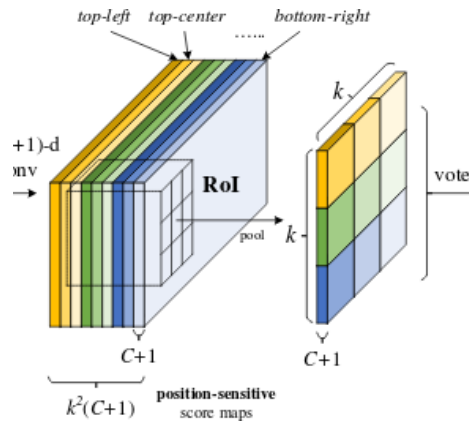 top-left top-center ...... bottom-right
+1)-d
onv
RoI
pool
k
k
vote
C+1
C+1
k²(C+1)
position-sensitive
score maps